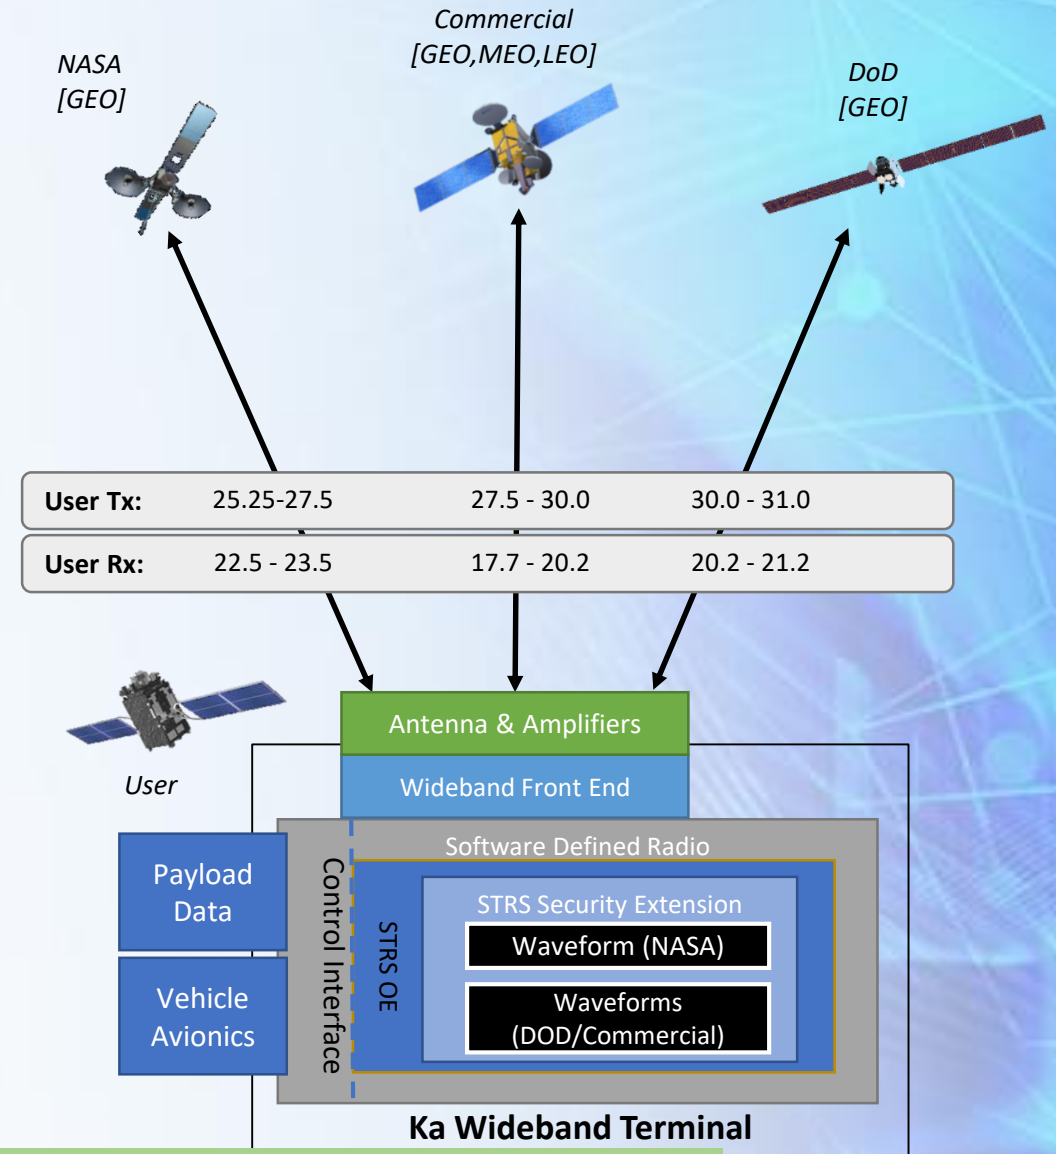 Commercial
[GEO,MEO,LEO]
NASA
[GEO]
DoD
[GEO]
User Tx: 25.25-27.5 27.5 - 30.0 30.0 - 31.0
User Rx: 22.5 - 23.5 17.7 - 20.2 20.2 - 21.2
User
Antenna & Amplifiers
Wideband Front End
Software Defined Radio
Payload
Data
Vehicle
Avionics
Control Interface
STRS OE
STRS Security Extension
Waveform (NASA)
Waveforms
(DOD/Commercial)
Ka Wideband Terminal